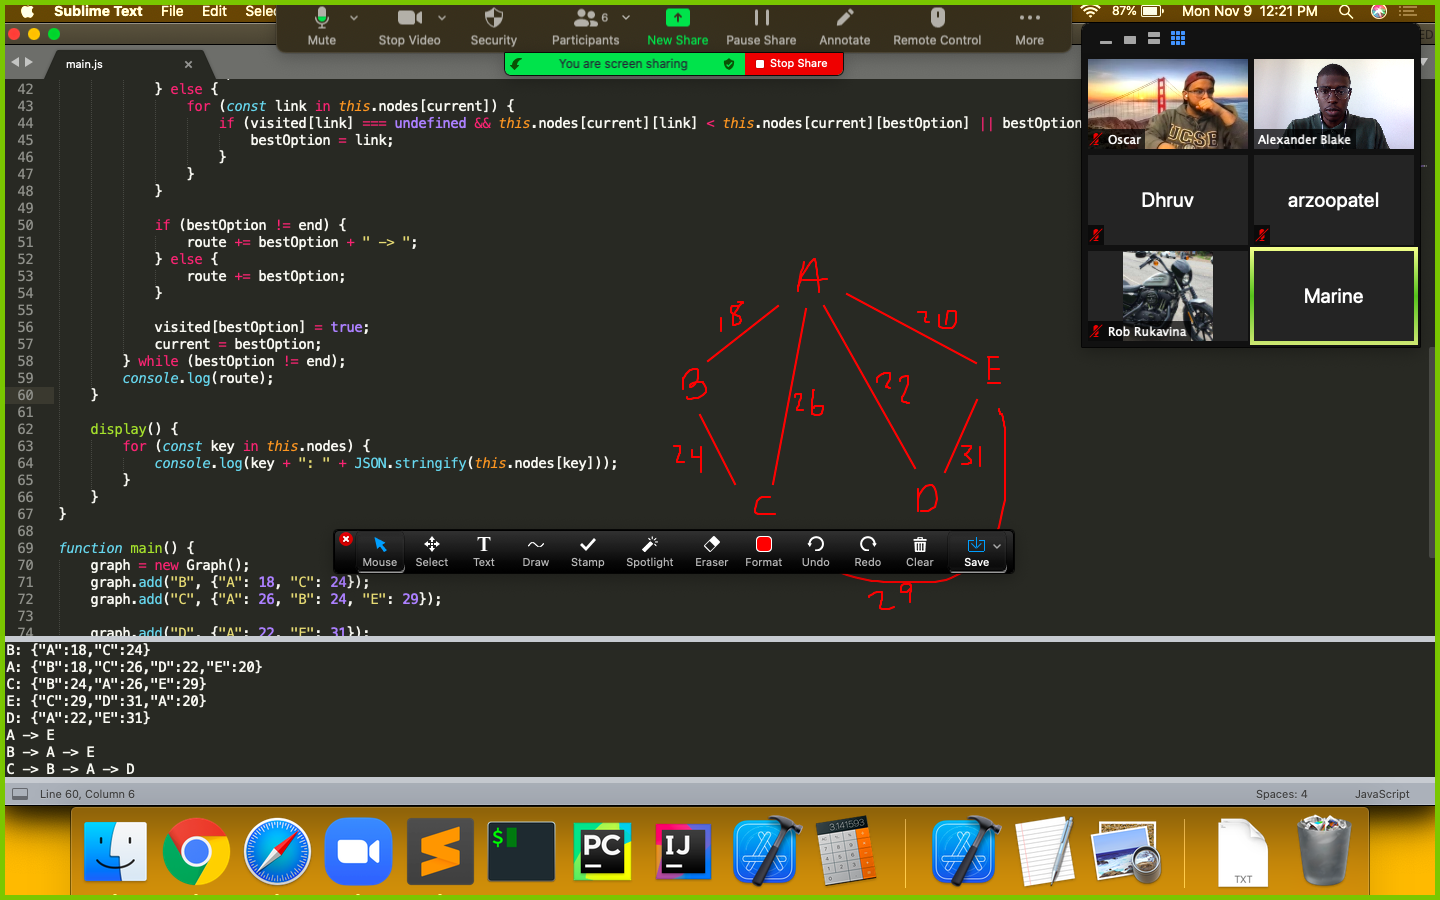 Sublime Text File Edit Selec
87% Mon Nov 9 12:21 PM
6
Mute Stop Video Security Participants New Share Pause Share Annotate Remote Control More
You are screen sharing Stop Share
main.js
42 } else {
43 for (const link in this.nodes[current]) {
44 if (visited[link] === undefined && this.nodes[current][link] < this.nodes[current][bestOption] || bestOption
45 bestOption = link;
46 }
47 }
48 }
49
50 if (bestOption != end) {
51 route += bestOption + " -> ";
52 } else {
53 route += bestOption;
54 }
55
56 visited[bestOption] = true;
57 current = bestOption;
58 } while (bestOption != end);
59 console.log(route);
60 }
61
62 display() {
63 for (const key in this.nodes) {
64 console.log(key + ": " + JSON.stringify(this.nodes[key]));
65 }
66 }
67 }
68
69 function main() {
70 graph = new Graph();
71 graph.add("B", {"A": 18, "C": 24});
72 graph.add("C", {"A": 26, "B": 24, "E": 29});
73
74 graph.add("D", {"A": 22, "E": 31});
A
18
20
B
E
26
22
24
31
C
D
29
Oscar
Alexander Blake
Dhruv
arzoopatel
UCSB
Rob Rukavina
Marine
Mouse Select Text Draw Stamp Spotlight Eraser Format Undo Redo Clear Save
B: {"A":18,"C":24}
A: {"B":18,"C":26,"D":22,"E":20}
C: {"B":24,"A":26,"E":29}
E: {"C":29,"D":31,"A":20}
D: {"A":22,"E":31}
A -> E
B -> A -> E
C -> B -> A -> D
Line 60, Column 6 Spaces: 4 JavaScript
$
PC
IJ
3.141593
TXT